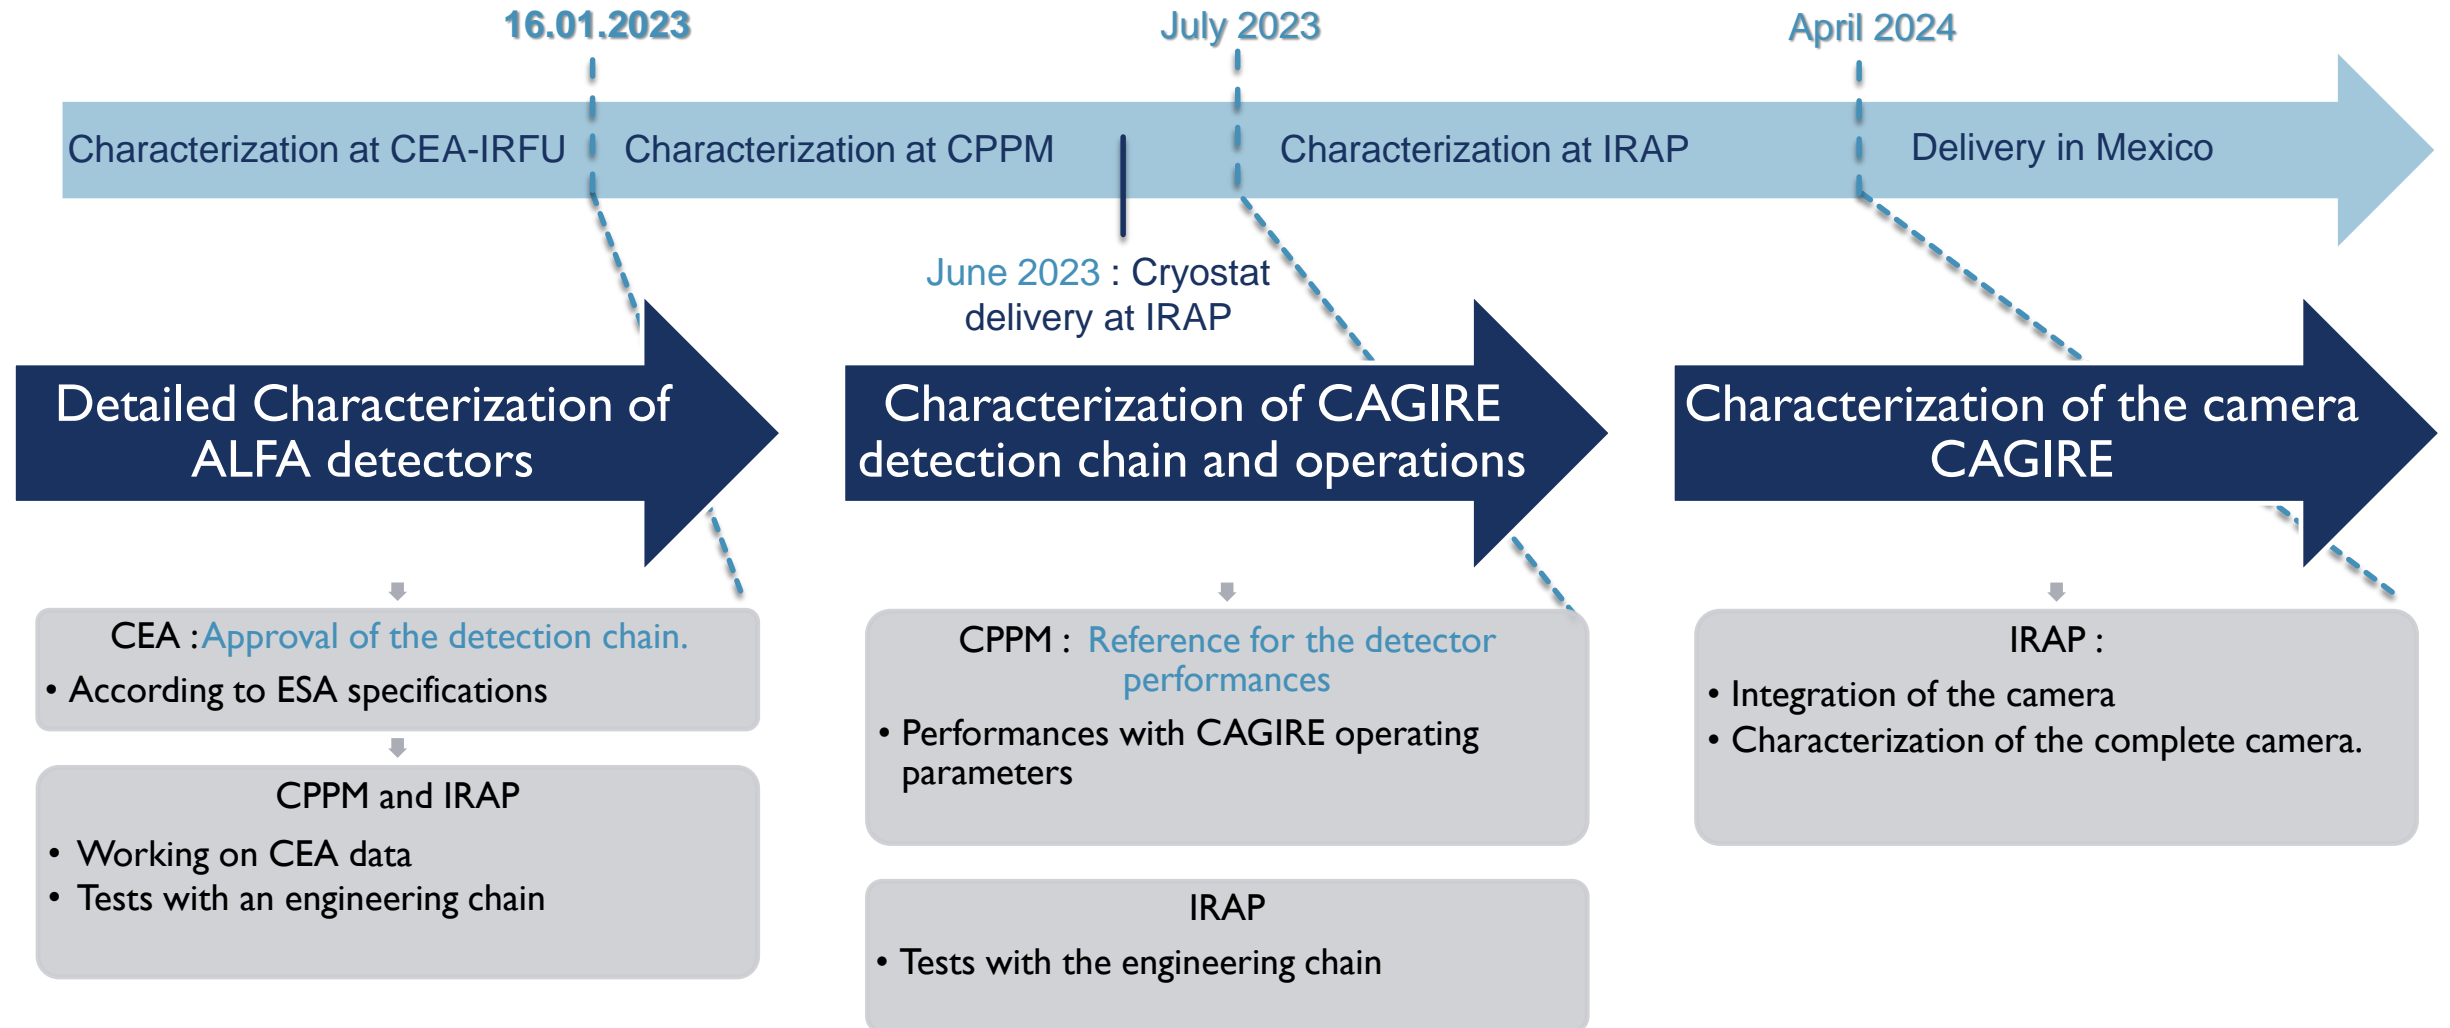 16.01.2023
July 2023
April 2024
Characterization at CEA-IRFU
Characterization at CPPM
Characterization at IRAP
Delivery in Mexico
June 2023 : Cryostat
delivery at IRAP
Detailed Characterization of
ALFA detectors
CEA : Approval of the detection chain.
• According to ESA specifications
CPPM and IRAP
• Working on CEA data
• Tests with an engineering chain
Characterization of CAGIRE
detection chain and operations
CPPM : Reference for the detector
performances
• Performances with CAGIRE operating
parameters
IRAP
• Tests with the engineering chain
Characterization of the camera
CAGIRE
IRAP :
• Integration of the camera
• Characterization of the complete camera.